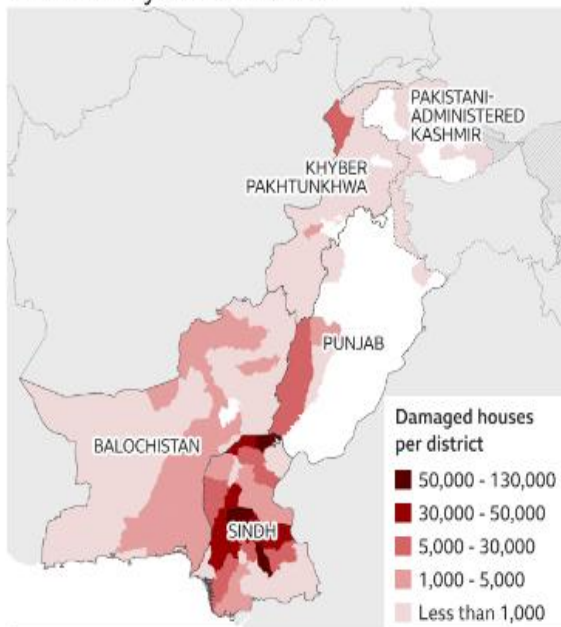 PAKISTANI-
ADMINISTERED
KASHMIR
KHYBER
PAKHTUNKHWA
PUNJAB
BALOCHISTAN
SINDH
Damaged houses
per district
50,000 - 130,000
30,000 - 50,000
5,000 - 30,000
1,000 - 5,000
Less than 1,000